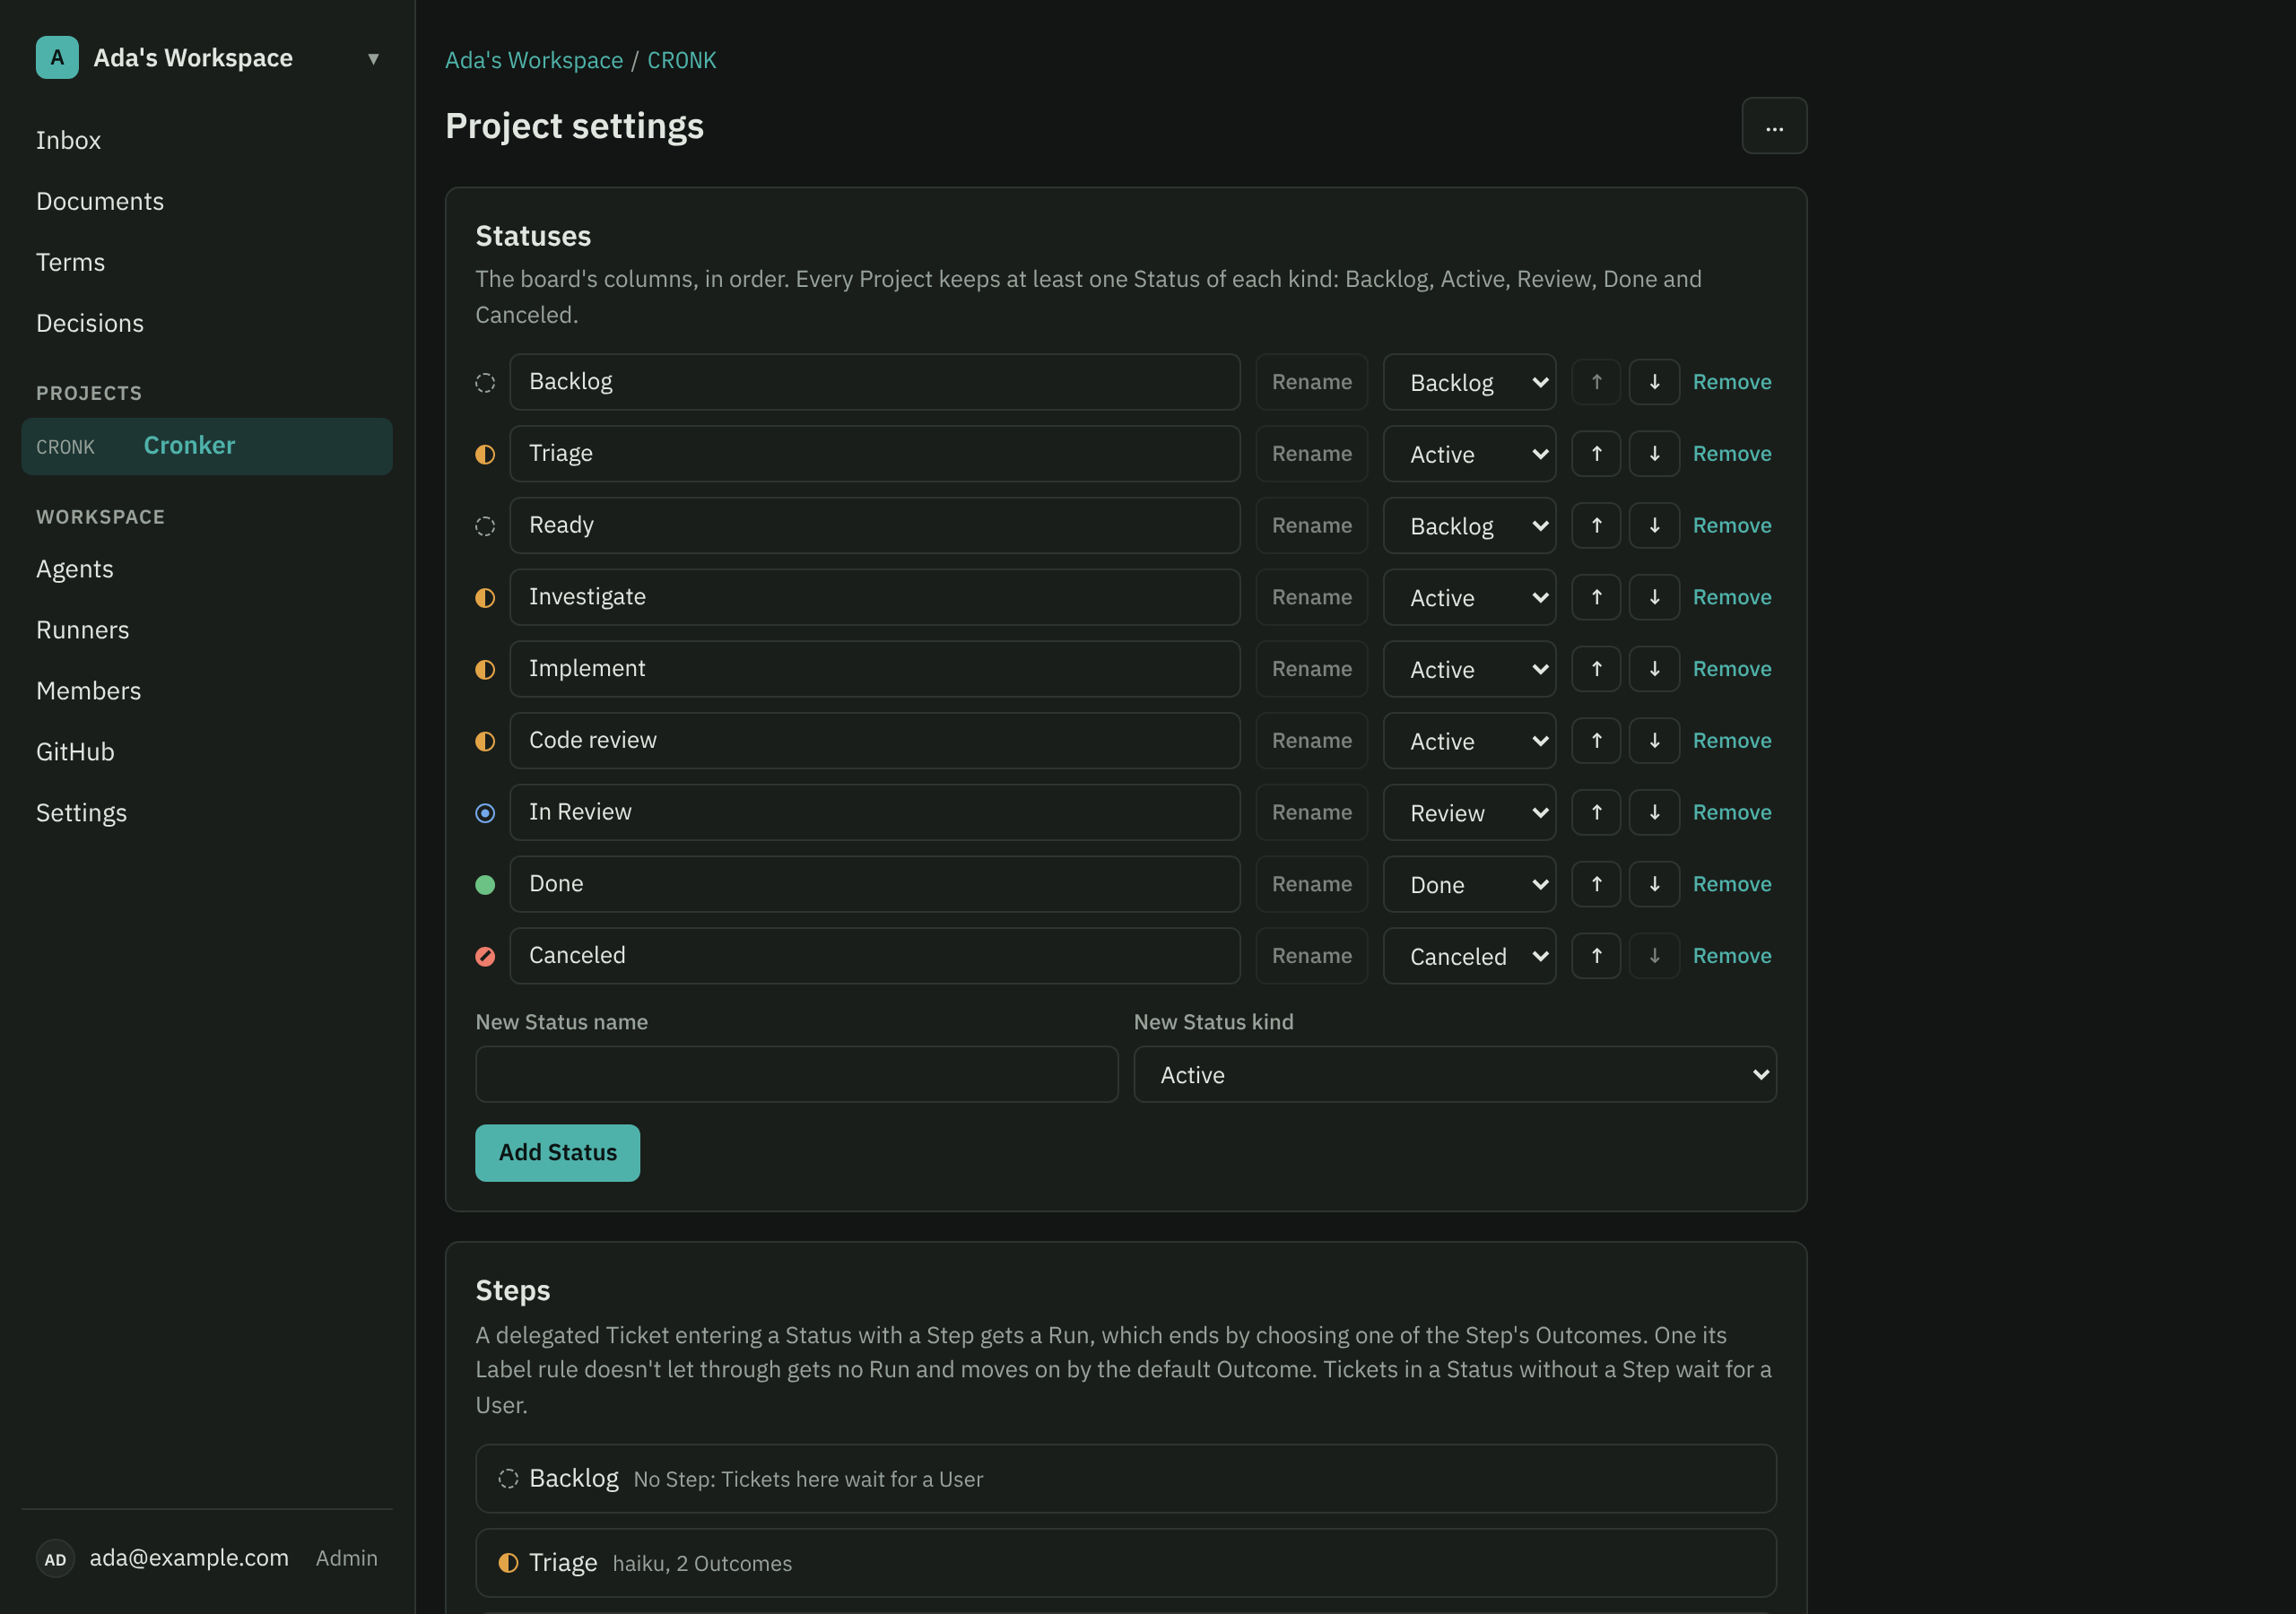 A Ada's Workspace ▼
Inbox
Documents
Terms
Decisions
PROJECTS
CRONK Cronker
WORKSPACE
Agents
Runners
Members
GitHub
Settings
AD ada@example.com Admin
Ada's Workspace / CRONK
Project settings
...
Statuses
The board's columns, in order. Every Project keeps at least one Status of each kind: Backlog, Active, Review, Done and
Canceled.
Backlog Rename Backlog ↑ ↓ Remove
Triage Rename Active ↑ ↓ Remove
Ready Rename Backlog ↑ ↓ Remove
Investigate Rename Active ↑ ↓ Remove
Implement Rename Active ↑ ↓ Remove
Code review Rename Active ↑ ↓ Remove
In Review Rename Review ↑ ↓ Remove
Done Rename Done ↑ ↓ Remove
Canceled Rename Canceled ↑ ↓ Remove
New Status name New Status kind
Active
Add Status
Steps
A delegated Ticket entering a Status with a Step gets a Run, which ends by choosing one of the Step's Outcomes. One its
Label rule doesn't let through gets no Run and moves on by the default Outcome. Tickets in a Status without a Step wait for a
User.
Backlog No Step: Tickets here wait for a User
Triage haiku, 2 Outcomes